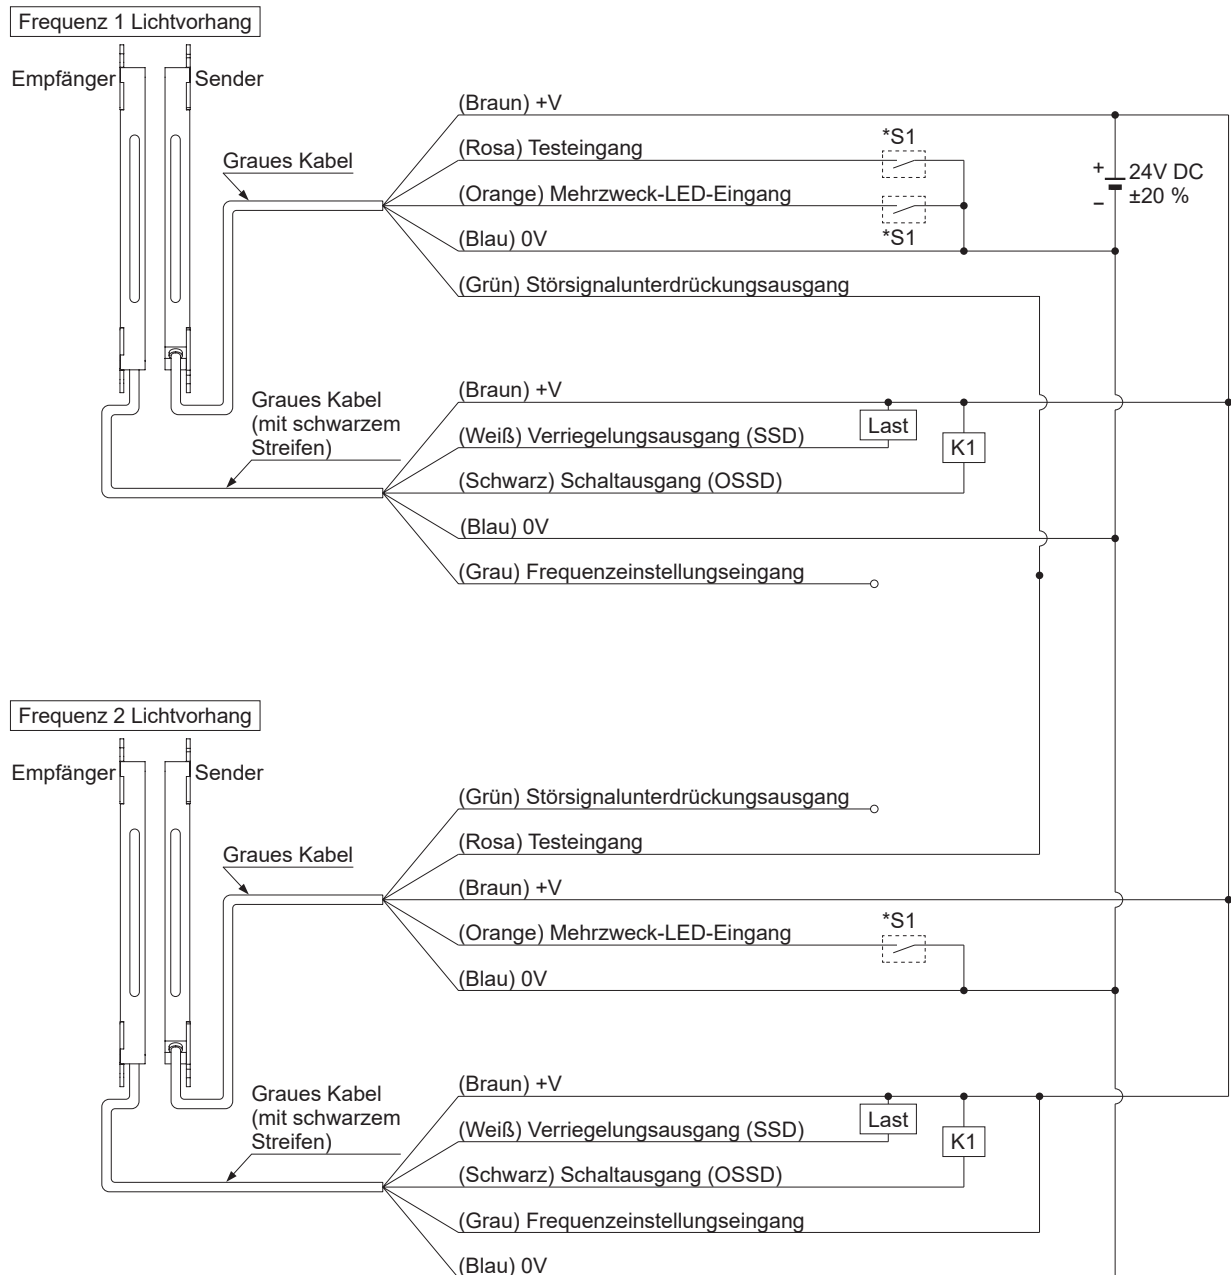 Frequenz 1 Lichtvorhang
Empfänger
Sender
Graues Kabel
(Braun) +V
(Rosa) Testeingang
*S1
(Orange) Mehrzweck-LED-Eingang
*S1
(Blau) 0V
(Grün) Störsignalunterdrückungsausgang
+
24V DC
±20 %
–
Graues Kabel
(mit schwarzem
Streifen)
(Braun) +V
Last
(Weiß) Verriegelungsausgang (SSD)
K1
(Schwarz) Schaltausgang (OSSD)
(Blau) 0V
(Grau) Frequenzeinstellungseingang
Frequenz 2 Lichtvorhang
Empfänger
Sender
Graues Kabel
(Grün) Störsignalunterdrückungsausgang
(Rosa) Testeingang
(Braun) +V
*S1
(Orange) Mehrzweck-LED-Eingang
(Blau) 0V
Graues Kabel
(mit schwarzem
Streifen)
(Braun) +V
Last
(Weiß) Verriegelungsausgang (SSD)
K1
(Schwarz) Schaltausgang (OSSD)
(Grau) Frequenzeinstellungseingang
(Blau) 0V